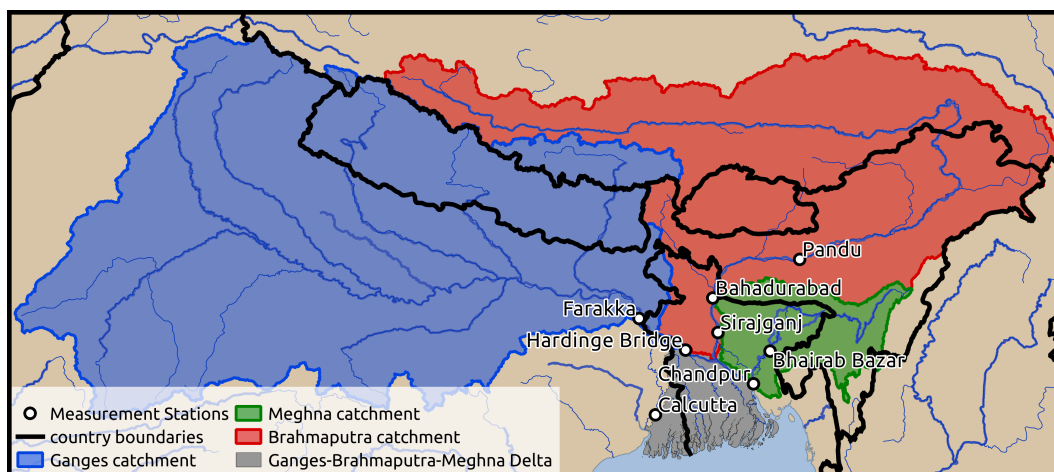 Pandu
Bahadurabad
Farakka
Sirajganj
Hardinge Bridge
Bhairab Bazar
Chandpur
Calcutta
Measurement Stations
country boundaries
Ganges catchment
Meghna catchment
Brahmaputra catchment
Ganges-Brahmaputra-Meghna Delta